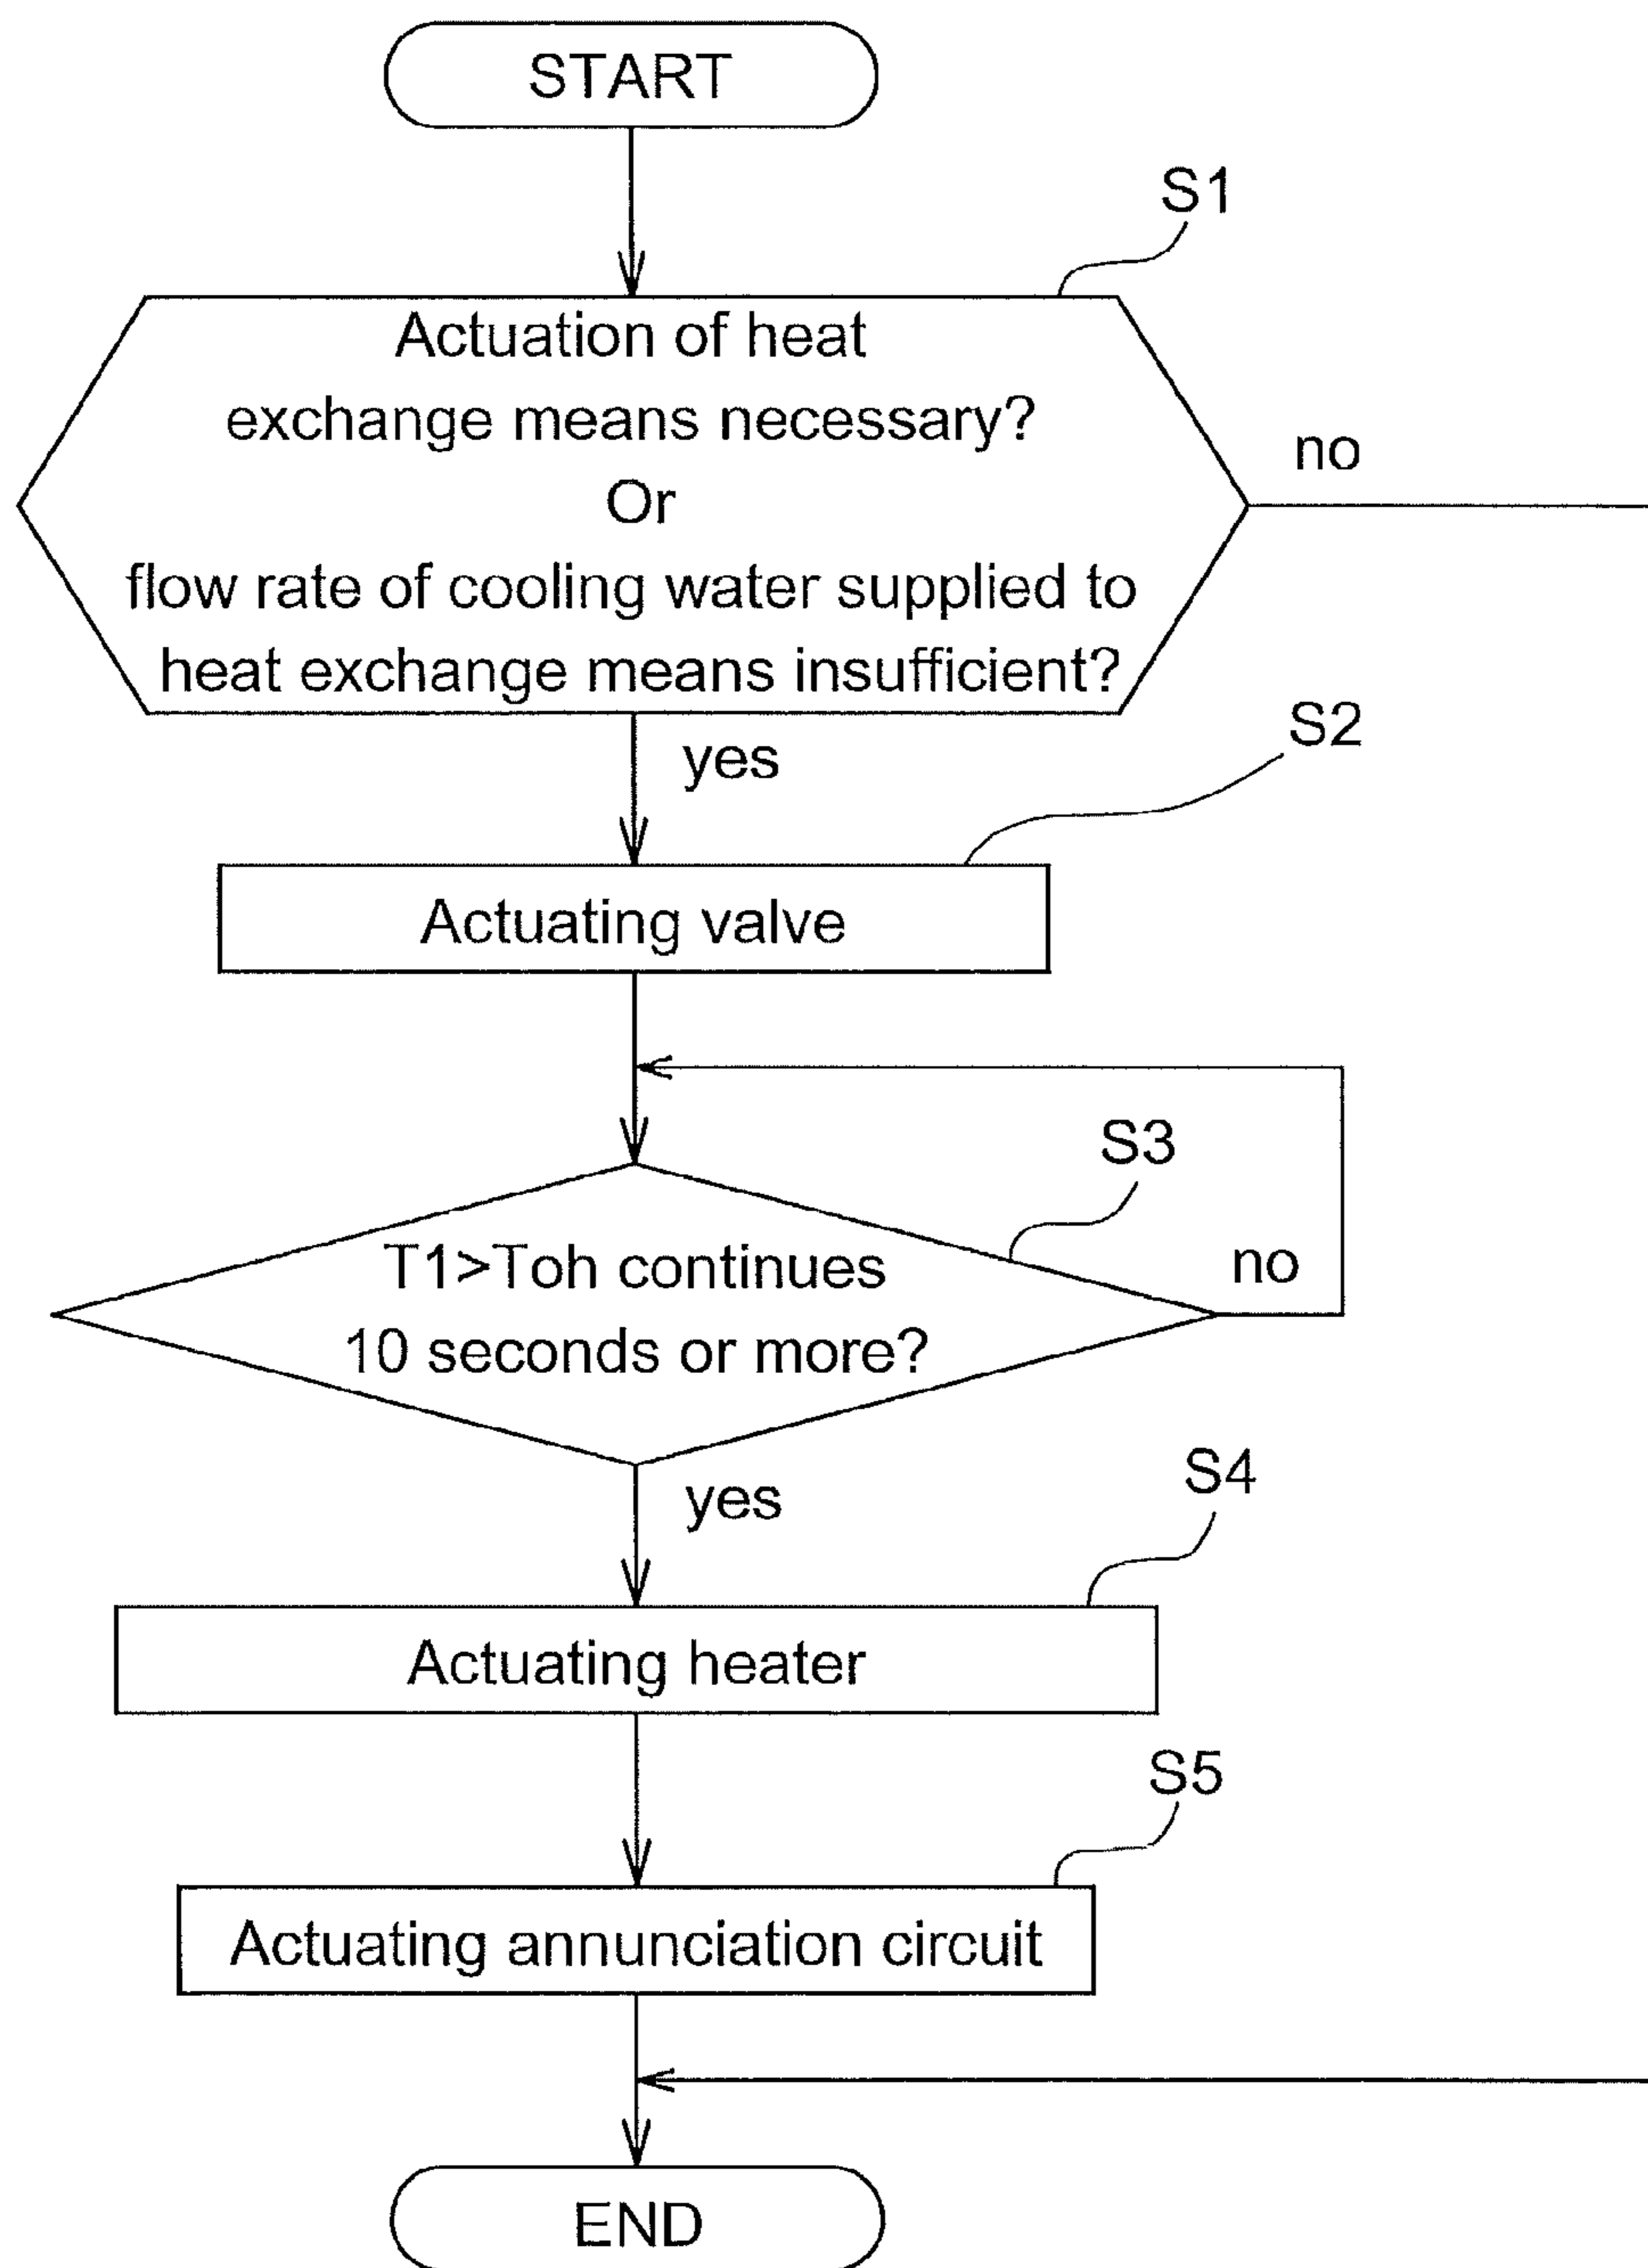 START
S1
Actuation of heat
exchange means necessary?
Or
flow rate of cooling water supplied to
heat exchange means insufficient?
no
yes
S2
Actuating valve
S3
T1>Toh continues
10 seconds or more?
no
yes
S4
Actuating heater
S5
Actuating annunciation circuit
END